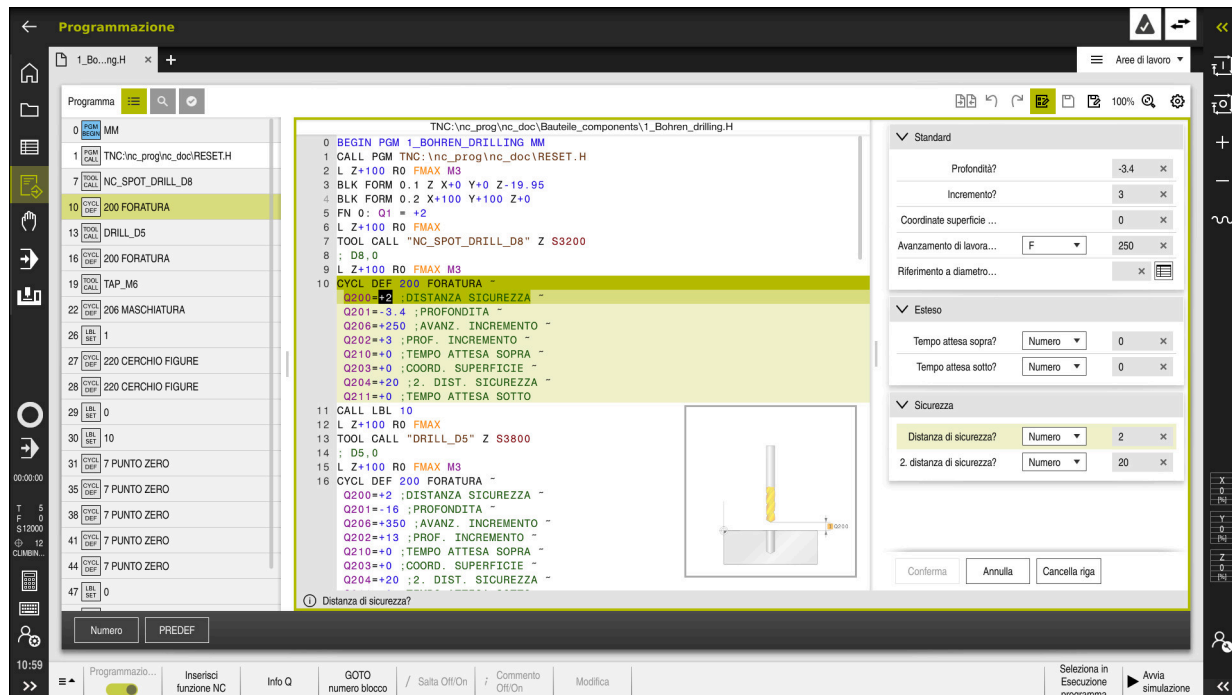 Programmazione
1_Bo...ng.H
Aree di lavoro
Programma
100%
0 PGM BEGIN MM
1 PGM CALL TNC:\nc_prog\nc_doc\RESET.H
7 TOOL CALL NC_SPOT_DRILL_D8
10 CYCL DEF 200 FORATURA
13 TOOL CALL DRILL_D5
16 CYCL DEF 200 FORATURA
19 TOOL CALL TAP_M6
22 CYCL DEF 206 MASCHIATURA
26 LBL SET 1
27 CYCL DEF 220 CERCHIO FIGURE
28 CYCL DEF 220 CERCHIO FIGURE
29 LBL SET 0
30 LBL SET 10
31 CYCL DEF 7 PUNTO ZERO
35 CYCL DEF 7 PUNTO ZERO
38 CYCL DEF 7 PUNTO ZERO
41 CYCL DEF 7 PUNTO ZERO
44 CYCL DEF 7 PUNTO ZERO
47 LBL SET 0
TNC:\nc_prog\nc_doc\Bauteile_components\1_Bohren_drilling.H
0 BEGIN PGM 1_BOHREN_DRILLING MM
1 CALL PGM TNC:\nc_prog\nc_doc\RESET.H
2 L Z+100 R0 FMAX M3
3 BLK FORM 0.1 Z X+0 Y+0 Z-19.95
4 BLK FORM 0.2 X+100 Y+100 Z+0
5 FN 0: Q1 = +2
6 L Z+100 R0 FMAX
7 TOOL CALL "NC_SPOT_DRILL_D8" Z S3200
8 ; D8,0
9 L Z+100 R0 FMAX M3
10 CYCL DEF 200 FORATURA ~
Q200=+2 ;DISTANZA SICUREZZA ~
Q201=-3.4 ;PROFONDITA ~
Q206=+250 ;AVANZ. INCREMENTO ~
Q202=+3 ;PROF. INCREMENTO ~
Q210=+0 ;TEMPO ATTESA SOPRA ~
Q203=+0 ;COORD. SUPERFICIE ~
Q204=+20 ;2. DIST. SICUREZZA ~
Q211=+0 ;TEMPO ATTESA SOTTO
11 CALL LBL 10
12 L Z+100 R0 FMAX
13 TOOL CALL "DRILL_D5" Z S3800
14 ; D5,0
15 L Z+100 R0 FMAX M3
16 CYCL DEF 200 FORATURA ~
Q200=+2 ;DISTANZA SICUREZZA ~
Q201=-16 ;PROFONDITA ~
Q206=+350 ;AVANZ. INCREMENTO ~
Q202=+13 ;PROF. INCREMENTO ~
Q210=+0 ;TEMPO ATTESA SOPRA ~
Q203=+0 ;COORD. SUPERFICIE ~
Q204=+20 ;2. DIST. SICUREZZA ~
Q200
Distanza di sicurezza?
Standard
Profondità? -3.4
Incremento? 3
Coordinate superficie ... 0
Avanzamento di lavora... F 250
Riferimento a diametro...
Esteso
Tempo attesa sopra? Numero 0
Tempo attesa sotto? Numero 0
Sicurezza
Distanza di sicurezza? Numero 2
2. distanza di sicurezza? Numero 20
Conferma Annulla Cancella riga
Numero PREDEF
00:00:00
T 5
F 0
S 12000
12
CLIMBIN...
10:59
X
0
[%]
Y
0
[%]
Z
0
[%]
Programmazio...
Inserisci
funzione NC
Info Q
GOTO
numero blocco
/ Salta Off/On
; Commento
Off/On
Modifica
Seleziona in
Esecuzione
programma
Avvia
simulazione